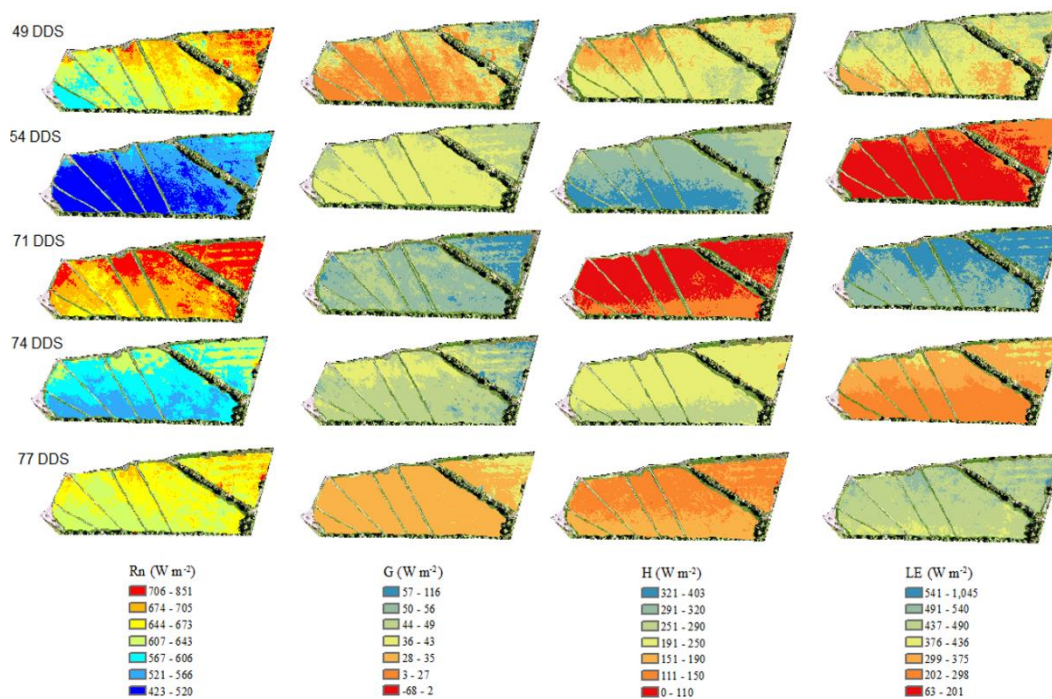 49 DDS
54 DDS
71 DDS
74 DDS
77 DDS
Rn (W m-2)
706 - 851
674 - 705
644 - 673
607 - 643
567 - 606
521 - 566
423 - 520
G (W m-2)
57 - 116
50 - 56
44 - 49
36 - 43
28 - 35
3 - 27
-68 - 2
H (W m-2)
321 - 403
291 - 320
251 - 290
191 - 250
151 - 190
111 - 150
0 - 110
LE (W m-2)
541 - 1,045
491 - 540
437 - 490
376 - 436
299 - 375
202 - 298
63 - 201